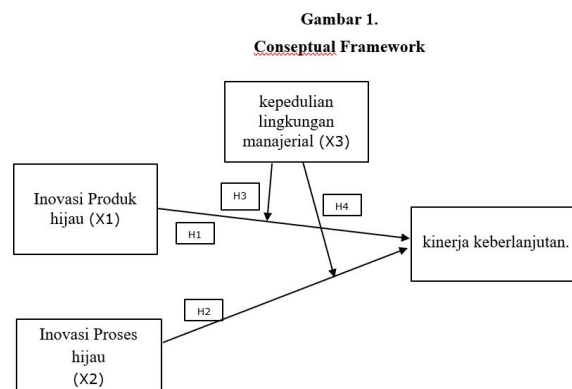 Gambar 1.
Conseptual Framework
kepedulian
lingkungan
manajerial (X3)
Inovasi Produk
hijau (X1)
H3
H4
H1
kinerja keberlanjutan.
H2
Inovasi Proses
hijau
(X2)